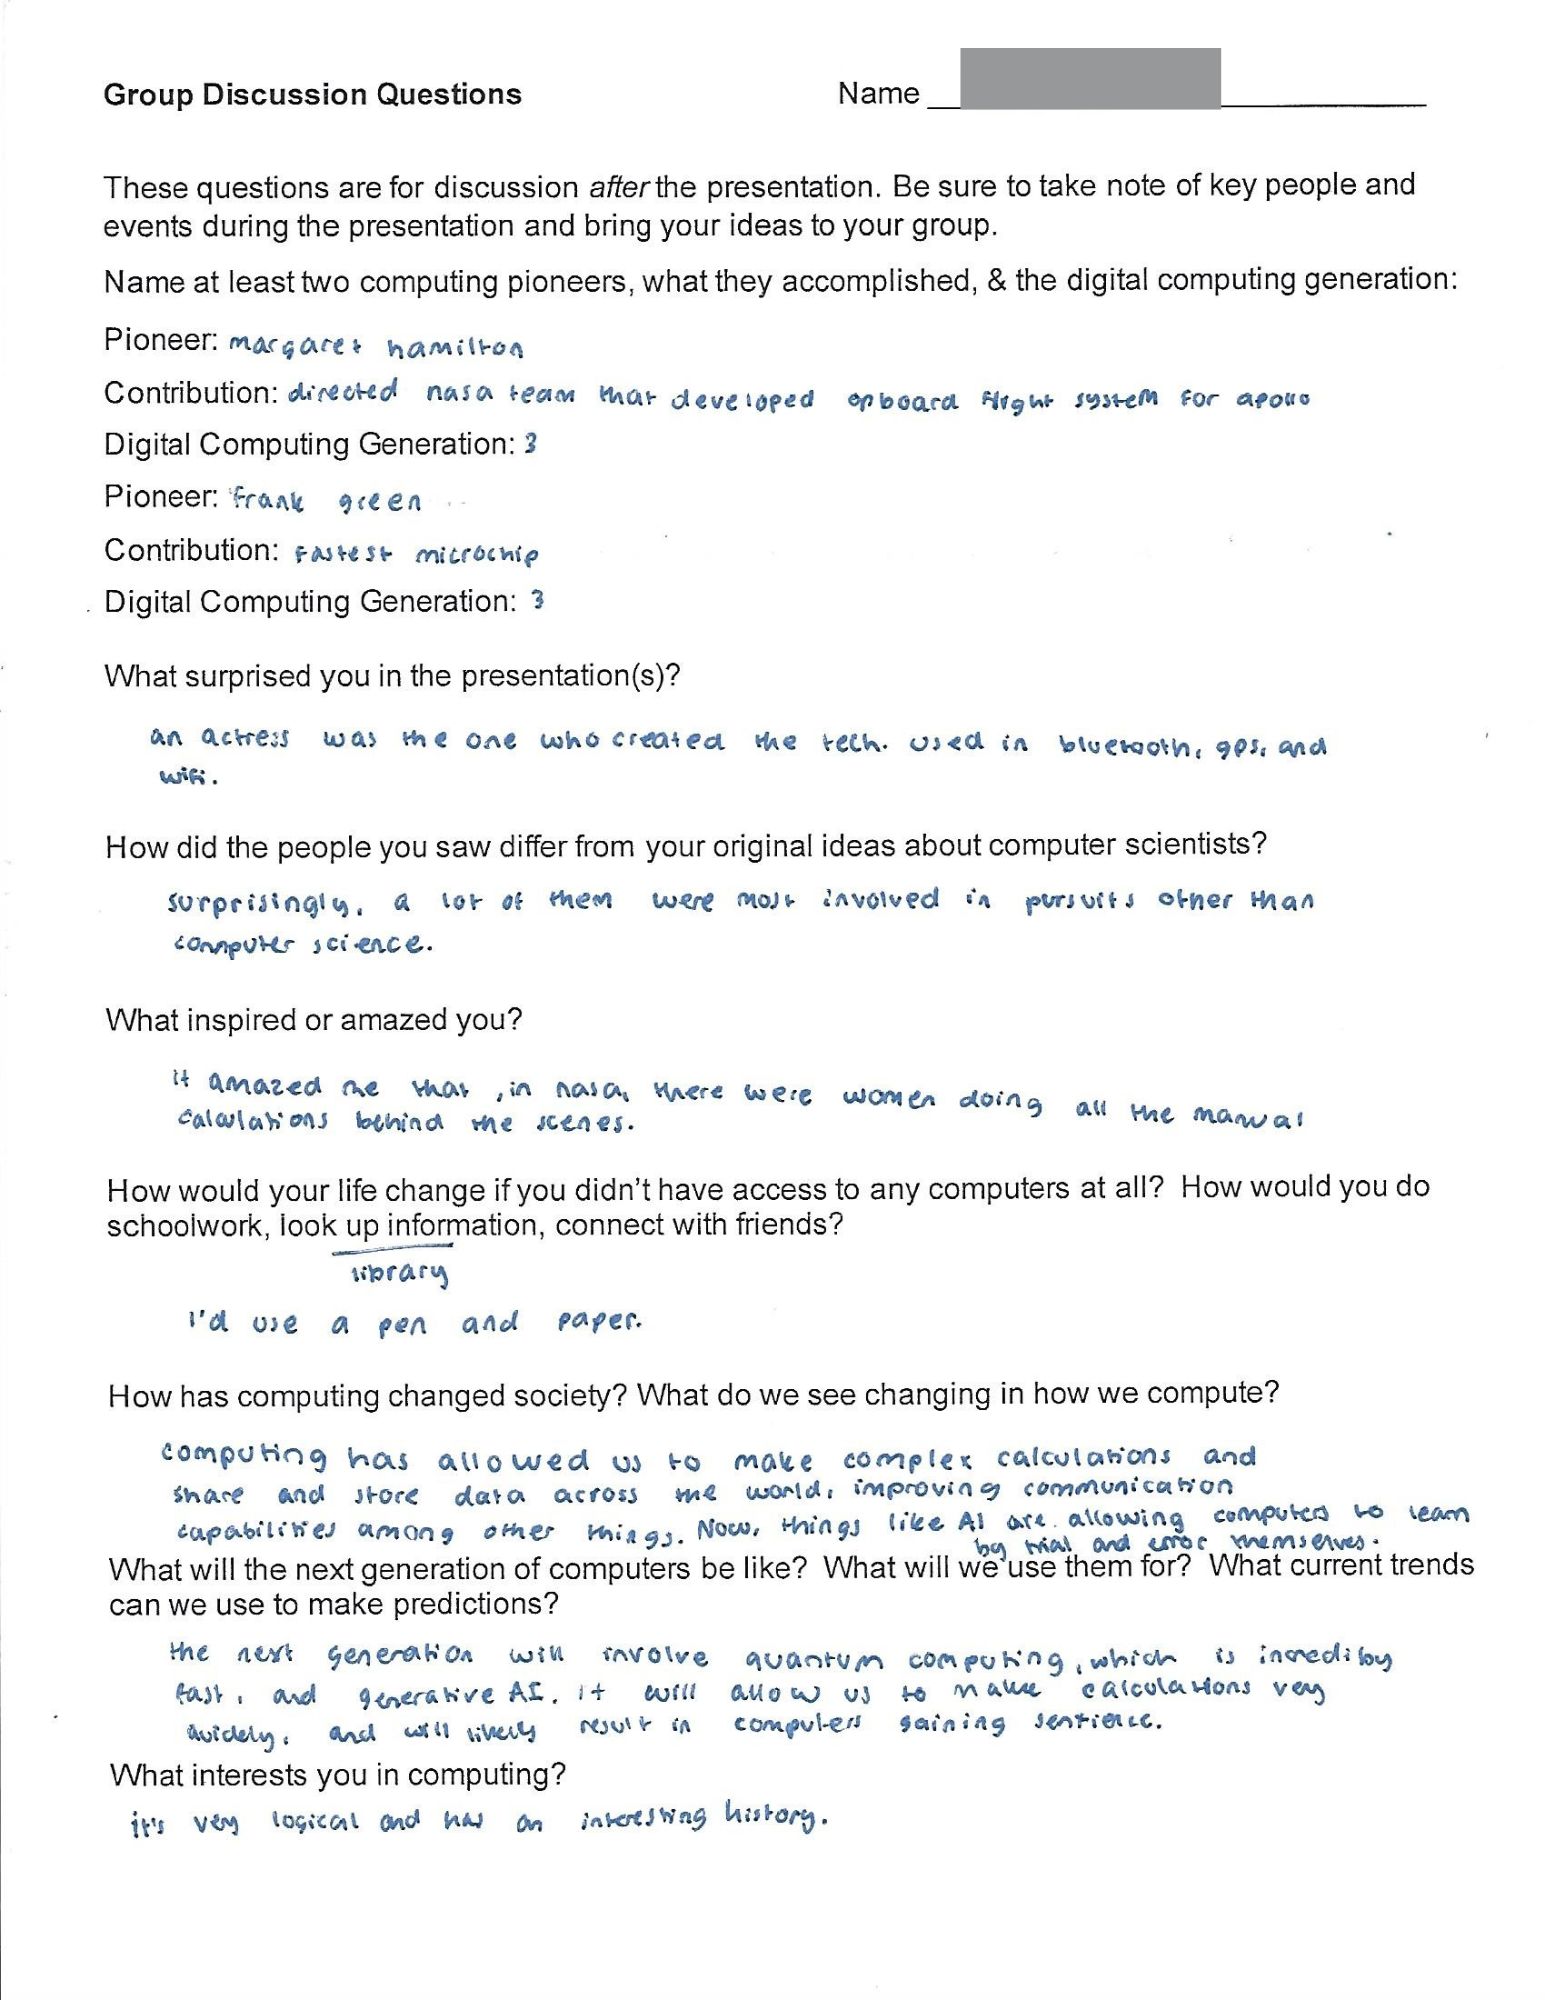 Group Discussion Questions
Name
These questions are for discussion after the presentation. Be sure to take note of key people and
events during the presentation and bring your ideas to your group.
Name at least two computing pioneers, what they accomplished, & the digital computing generation:
Pioneer: margaret hamilton
Contribution: directed nasa team that developed onboard flight system for apollo
Digital Computing Generation: 3
Pioneer: frank green
Contribution: fastest microchip
Digital Computing Generation: 3
What surprised you in the presentation(s)?
an actress was the one who created the tech. used in bluetooth, gps, and
wifi.
How did the people you saw differ from your original ideas about computer scientists?
surprisingly, a lot of them were most involved in pursuits other than
computer science.
What inspired or amazed you?
it amazed me that, in nasa, there were women doing all the manual
calculations behind the scenes.
How would your life change if you didn't have access to any computers at all? How would you do
schoolwork, look up information, connect with friends?
library
i'd use a pen and paper.
How has computing changed society? What do we see changing in how we compute?
computing has allowed us to make complex calculations and
share and store data across the world, improving communication
capabilities among other things. Now, things like AI are allowing computers to learn
by trial and error themselves.
What will the next generation of computers be like? What will we use them for? What current trends
can we use to make predictions?
the next generation will involve quantum computing, which is incrediby
fast, and generative AI. it will allow us to make calculations very
quickly, and will likely result in computers gaining sentience.
What interests you in computing?
it's very logical and has an interesting history.